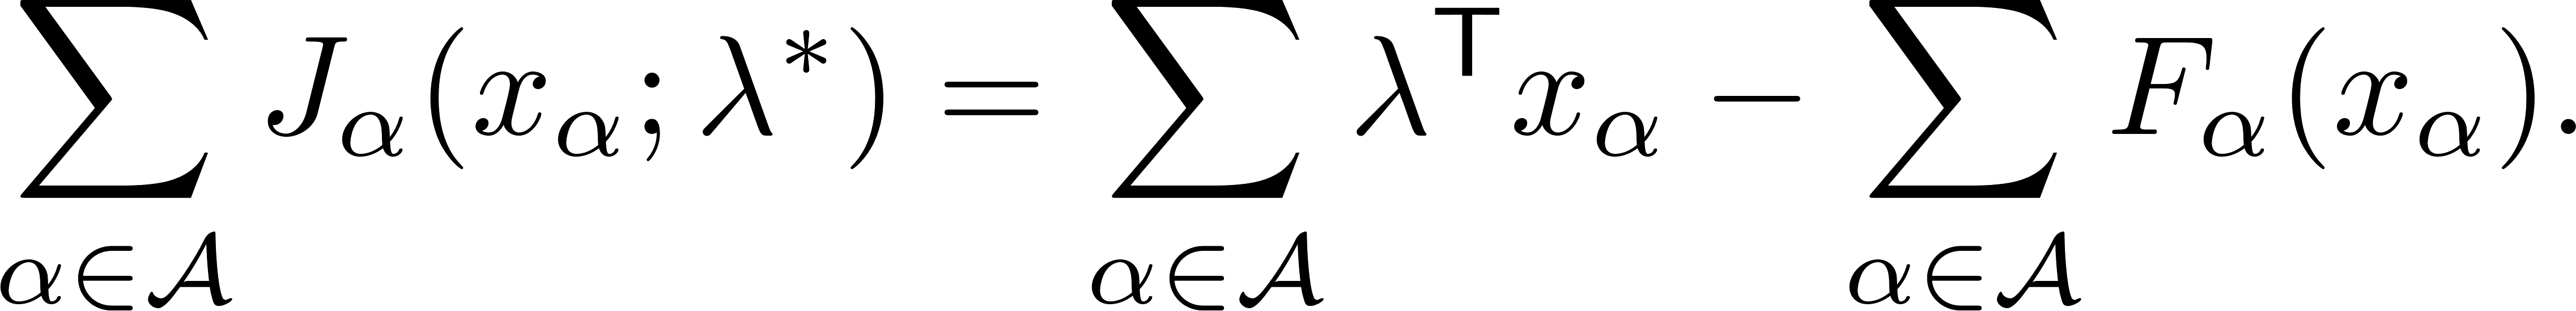 \sum_{\alpha \in \mathcal{A}} J_\alpha(x_\alpha; \lambda^*) = \sum_{\alpha \in \mathcal{A}} \lambda^\mathsf{T} x_\alpha - \sum_{\alpha \in \mathcal{A}} F_\alpha(x_\alpha).